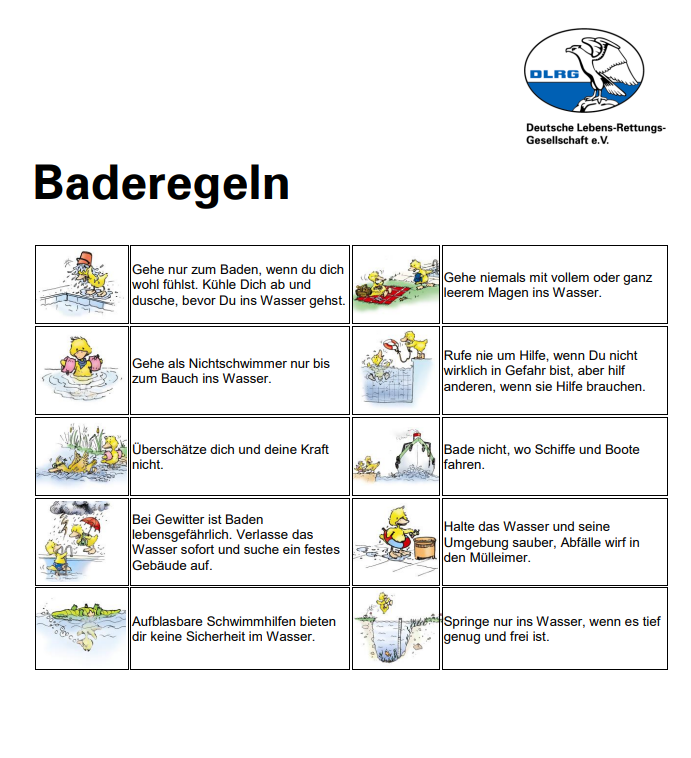 DLRG
Deutsche Lebens-Rettungs-
Gesellschaft e.V.
Baderegeln
Gehe nur zum Baden, wenn du dich
wohl fühlst. Kühle Dich ab und
dusche, bevor Du ins Wasser gehst.
Gehe niemals mit vollem oder ganz
leerem Magen ins Wasser.
Gehe als Nichtschwimmer nur bis
zum Bauch ins Wasser.
Rufe nie um Hilfe, wenn Du nicht
wirklich in Gefahr bist, aber hilf
anderen, wenn sie Hilfe brauchen.
Überschätze dich und deine Kraft
nicht.
Bade nicht, wo Schiffe und Boote
fahren.
Bei Gewitter ist Baden
lebensgefährlich. Verlasse das
Wasser sofort und suche ein festes
Gebäude auf.
Halte das Wasser und seine
Umgebung sauber, Abfälle wirf in
den Mülleimer.
Aufblasbare Schwimmhilfen bieten
dir keine Sicherheit im Wasser.
Springe nur ins Wasser, wenn es tief
genug und frei ist.